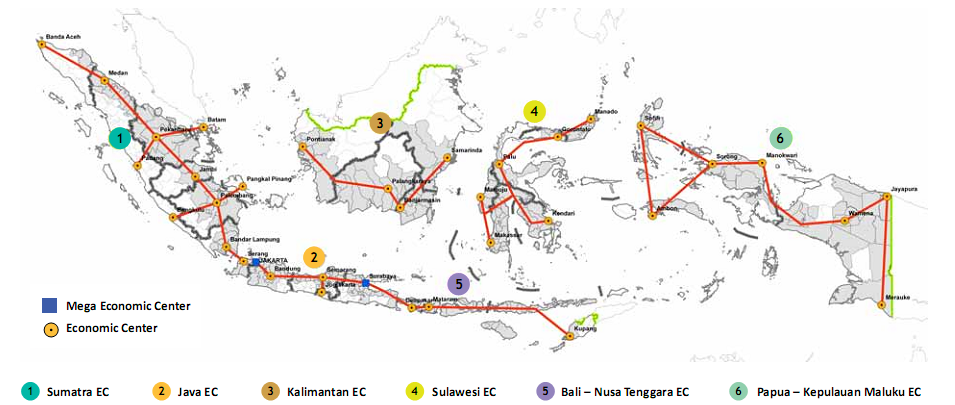 Banda Aceh
Medan
Pekanbaru
Batam
1
Padang
Jambi
Pangkal Pinang
Palembang
Bengkulu
Bandar Lampung
Serang
JAKARTA
Bandung
2
Semarang
Jogjakarta
Surabaya
Denpasar
Mataram
5
Kupang
Pontianak
3
Samarinda
Palangkaraya
Banjarmasin
4
Manado
Gorontalo
Palu
Mamuju
Kendari
Makassar
Sofifi
Sorong
Manokwari
6
Ambon
Jayapura
Wamena
Merauke
Mega Economic Center
Economic Center
1 Sumatra EC
2 Java EC
3 Kalimantan EC
4 Sulawesi EC
5 Bali – Nusa Tenggara EC
6 Papua – Kepulauan Maluku EC